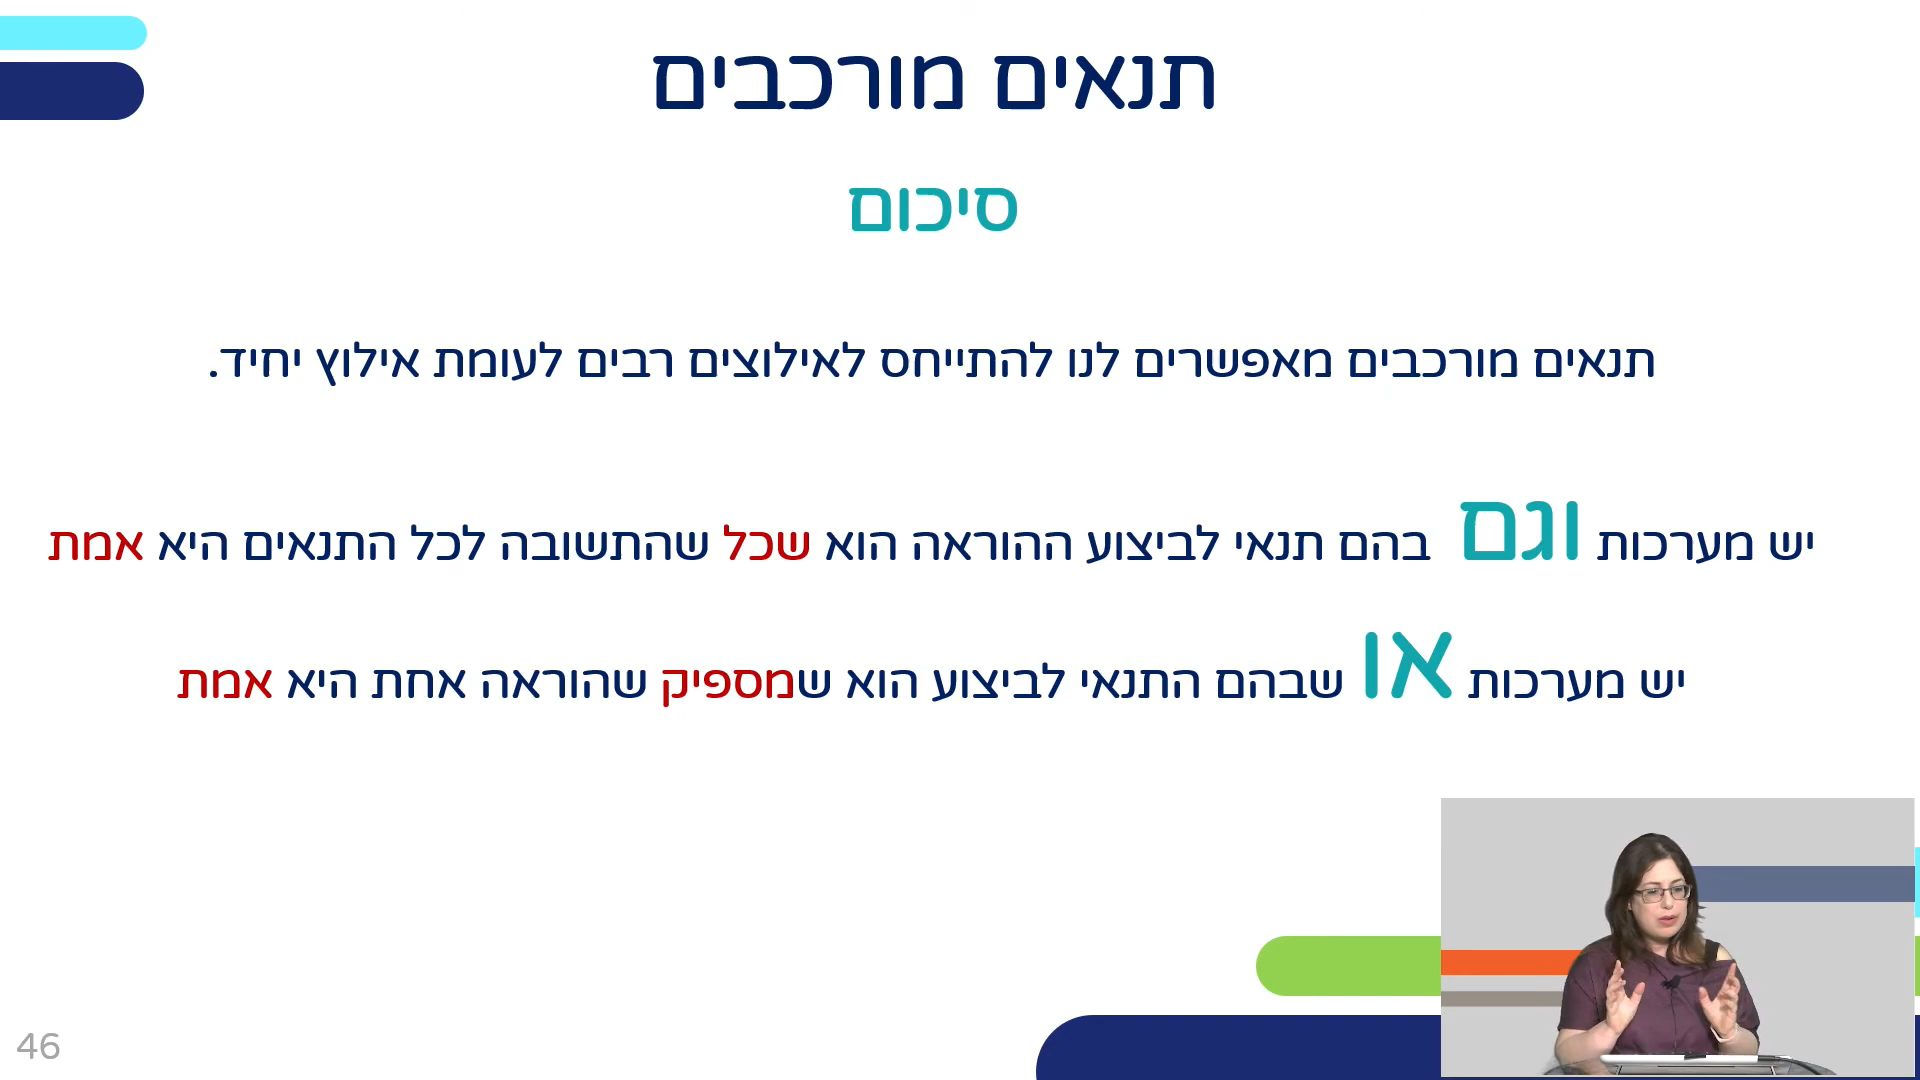 תנאים מורכבים
סיכום
תנאים מורכבים מאפשרים לנו להתייחס לאילוצים רבים לעומת אילוץ יחיד.
יש מערכות וגם בהם תנאי לביצוע ההוראה הוא שכל שהתשובה לכל התנאים היא אמת
יש מערכות או שבהם התנאי לביצוע הוא שמספיק שהוראה אחת היא אמת
46